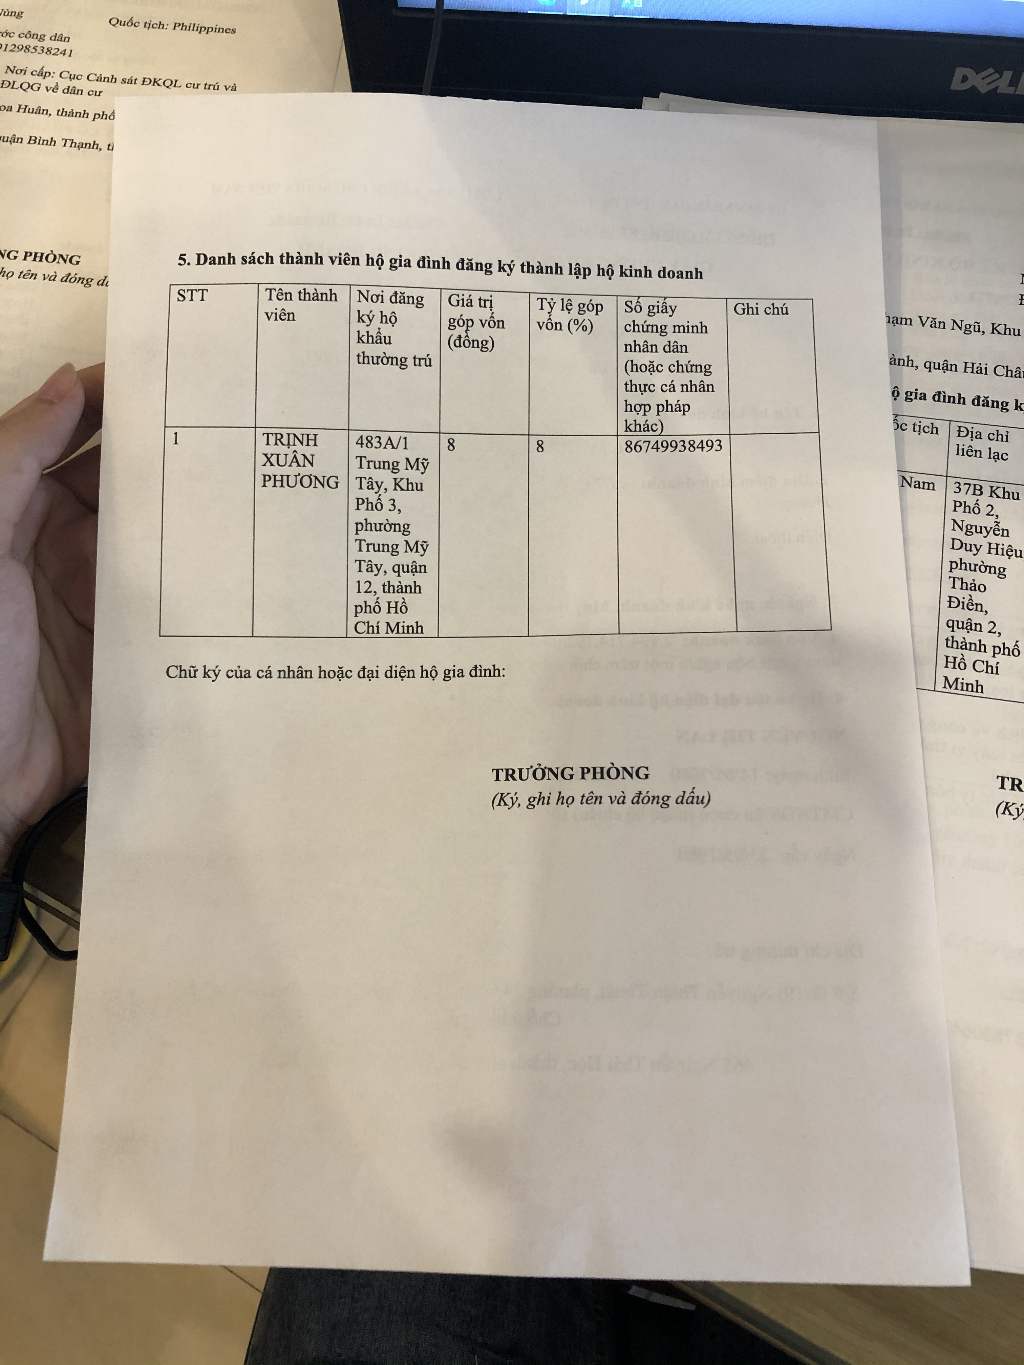 Quốc tịch: Philippines
ớc công dân
01298538241
Nơi cấp: Cục Cảnh sát ĐKQL cư trú và
ĐLQG về dân cư
oa Huân, thành phố
uận Bình Thạnh,
NG PHÒNG
họ tên và đóng
DELL
5. Danh sách thành viên hộ gia đình đăng ký thành lập hộ kinh doanh
STT
Tên thành
viên
Nơi đăng
ký hộ
khẩu
thường trú
Giá trị
góp vốn
(đồng)
Tỷ lệ góp
vốn (%)
Số giấy
chứng minh
nhân dân
(hoặc chứng
thực cá nhân
hợp pháp
khác)
Ghi chú
1
TRỊNH
XUÂN
PHƯƠNG
483A/1
Trung Mỹ
Tây, Khu
Phố 3,
phường
Trung Mỹ
Tây, quận
12, thành
phố Hồ
Chí Minh
8
8
86749938493
Chữ ký của cá nhân hoặc đại diện hộ gia đình:
TRƯỞNG PHÒNG
(Ký, ghi họ tên và đóng dấu)
hạm Văn Ngũ, Khu
ành, quận Hải Châ
ộ gia đình đăng k
ốc tịch
Địa chỉ
liên lạc
Nam
37B Khu
Phố 2,
Nguyễn
Duy Hiệu
phường
Thảo
Điền,
quận 2,
thành phố
Hồ Chí
Minh
TR
(Ký,